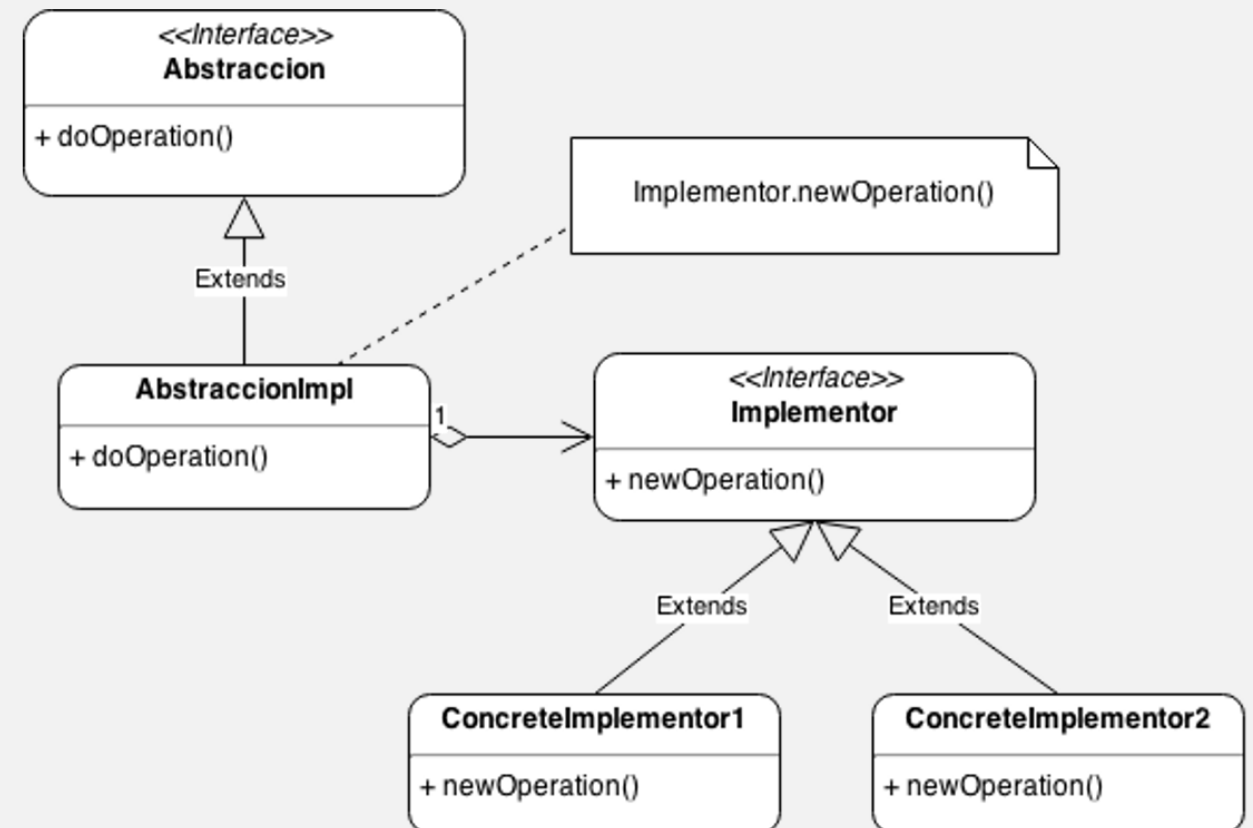 <<Interface>>
Abstraccion
+ doOperation()
Implementor.newOperation()
Extends
AbstraccionImpl
+ doOperation()
1
<<Interface>>
Implementor
+ newOperation()
Extends
Extends
ConcreteImplementor1
+ newOperation()
ConcreteImplementor2
+ newOperation()